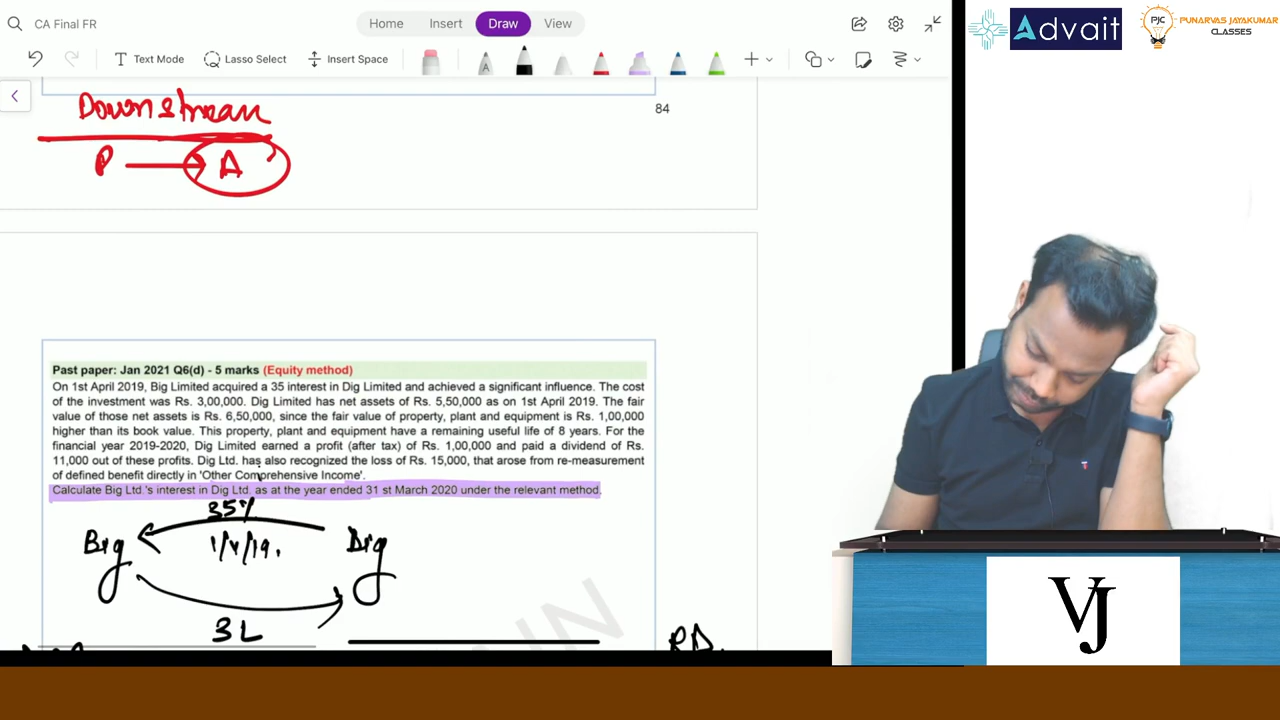 CA Final FR
Home Insert Draw View
Advait
PJC
PUNARVAS JAYAKUMAR
CLASSES
Text Mode Lasso Select Insert Space
A
Downstream
P A
84
Past paper: Jan 2021 Q6(d) - 5 marks (Equity method)
On 1st April 2019, Big Limited acquired a 35 interest in Dig Limited and achieved a significant influence. The cost
of the investment was Rs. 3,00,000. Dig Limited has net assets of Rs. 5,50,000 as on 1st April 2019. The fair
value of those net assets is Rs. 6,50,000, since the fair value of property, plant and equipment is Rs. 1,00,000
higher than its book value. This property, plant and equipment have a remaining useful life of 8 years. For the
financial year 2019-2020, Dig Limited earned a profit (after tax) of Rs. 1,00,000 and paid a dividend of Rs.
11,000 out of these profits. Dig Ltd. has also recognized the loss of Rs. 15,000, that arose from re-measurement
of defined benefit directly in 'Other Comprehensive Income'.
Calculate Big Ltd.'s interest in Dig Ltd. as at the year ended 31 st March 2020 under the relevant method.
35%
Big 1/4/19. Dig
3L
VJ